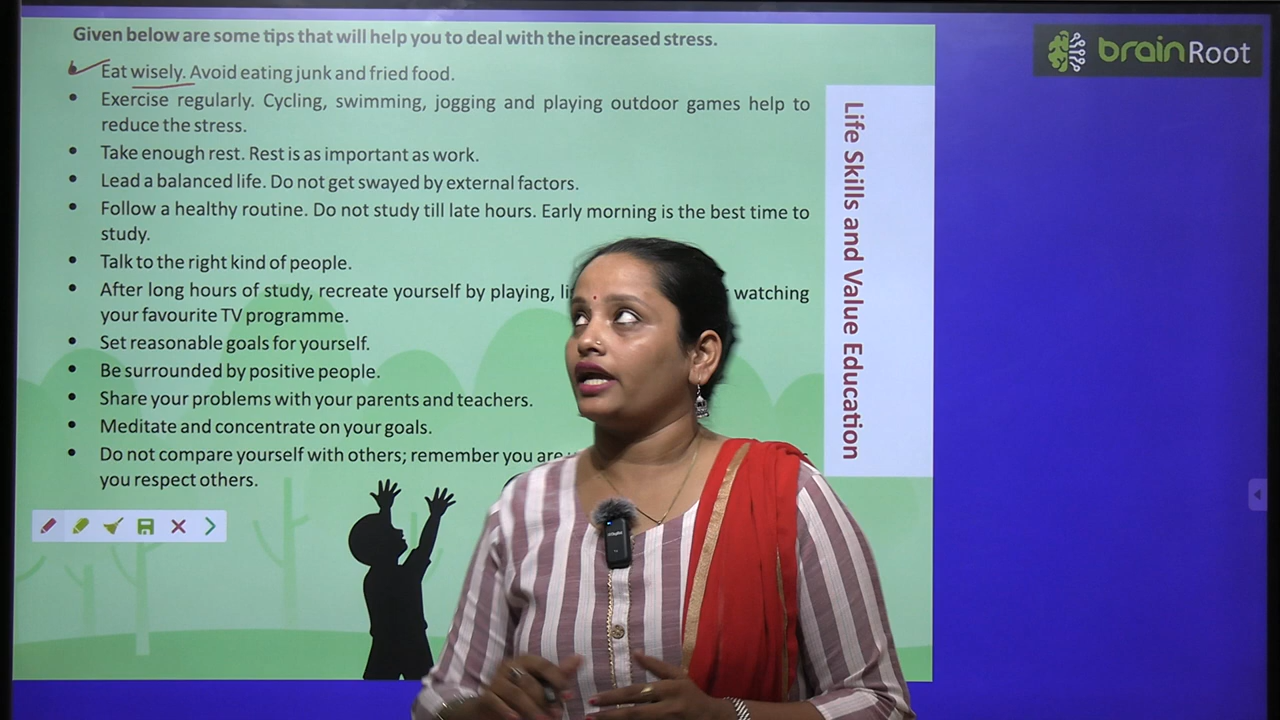 Given below are some tips that will help you to deal with the increased stress.
Eat wisely. Avoid eating junk and fried food.
• Exercise regularly. Cycling, swimming, jogging and playing outdoor games help to
reduce the stress.
• Take enough rest. Rest is as important as work.
• Lead a balanced life. Do not get swayed by external factors.
• Follow a healthy routine. Do not study till late hours. Early morning is the best time to
study.
• Talk to the right kind of people.
• After long hours of study, recreate yourself by playing, watching
your favourite TV programme.
• Set reasonable goals for yourself.
• Be surrounded by positive people.
• Share your problems with your parents and teachers.
• Meditate and concentrate on your goals.
• Do not compare yourself with others; remember you are
you respect others.
Life Skills and Value Education
brainRoot